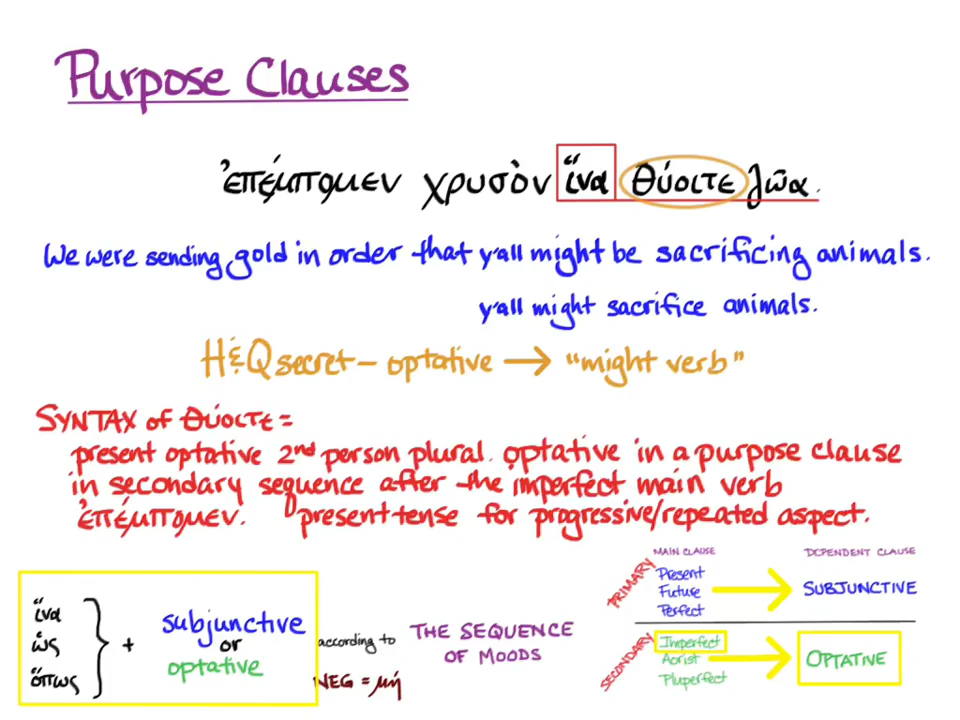 Purpose Clauses
ἐπέμπομεν χρυσὸν ἵνα θύοιτε ζῶα.
We were sending gold in order that y'all might be sacrificing animals.
y'all might sacrifice animals.
H&Q secret – optative → "might verb"
SYNTAX of θύοιτε =
present optative 2nd person plural. optative in a purpose clause
in secondary sequence after the imperfect main verb
ἐπέμπομεν. present tense for progressive/repeated aspect.
ἵνα
ὡς
ὅπως
+
subjunctive
or
optative
according to
NEG = μή
THE SEQUENCE
OF MOODS
MAIN CLAUSE
DEPENDENT CLAUSE
PRIMARY
Present
Future
Perfect
SUBJUNCTIVE
SECONDARY
Imperfect
Aorist
Pluperfect
OPTATIVE